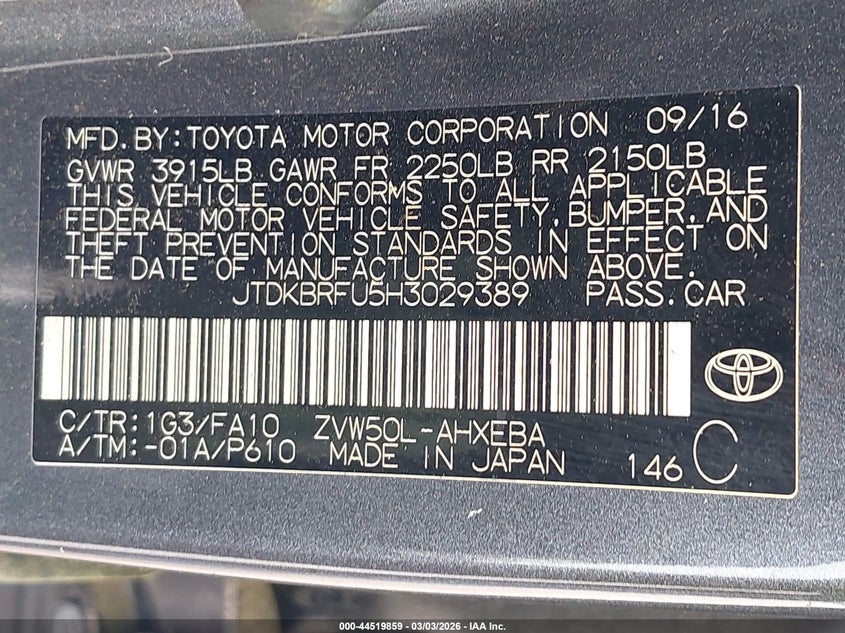 MFD.BY:TOYOTA MOTOR CORPORATION 09/16
GVWR 3915LB GAWR FR 2250LB RR 2150LB
THIS VEHICLE CONFORMS TO ALL APPLICABLE
FEDERAL MOTOR VEHICLE SAFETY,BUMPER,AND
THEFT PREVENTION STANDARDS IN EFFECT ON
THE DATE OF MANUFACTURE SHOWN ABOVE.
JTDKBRFU5H3029389 PASS.CAR
C/TR:1G3/FA10 ZVW50L-AHXEBA
A/TM:-01A/P610 MADE IN JAPAN 146 C
000-44519859 | 03/03/2026 - IAA Inc.